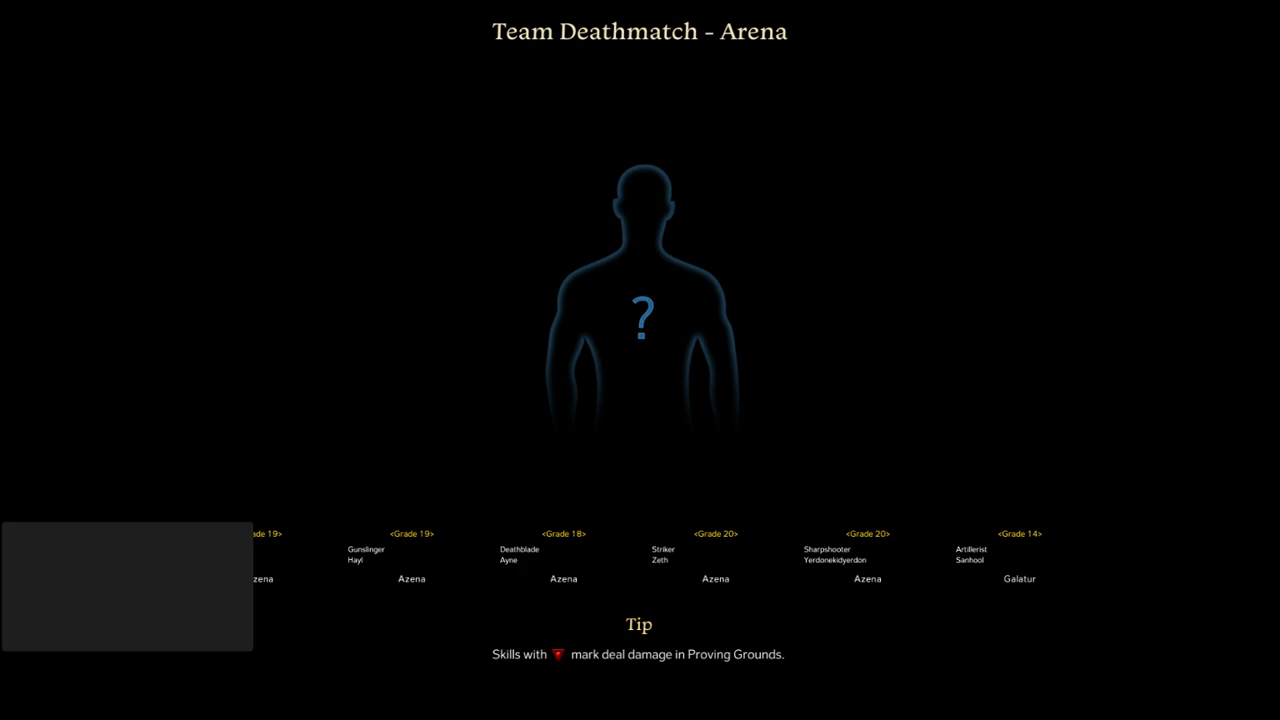 Team Deathmatch - Arena
?
<Grade 19> <Grade 18> <Grade 20> <Grade 20> <Grade 14>
Gunslinger Deathblade Striker Sharpshooter Artillerist
Hayl Ayne Zeth Yerdonekidyerdon Sanhool
Azena Azena Azena Azena Galatur
Tip
Skills with mark deal damage in Proving Grounds.